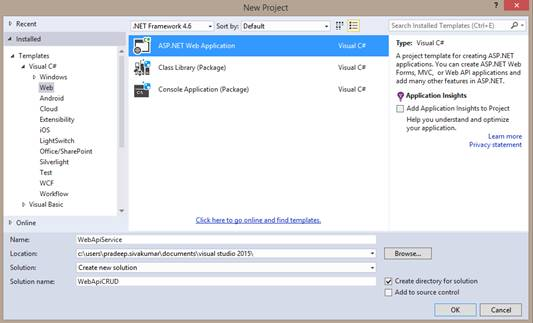 New Project
? ×
Recent
.NET Framework 4.6 Sort by: Default
Search Installed Templates (Ctrl+E)
Installed
Templates
Visual C#
Windows
Web
Android
Cloud
Extensibility
iOS
LightSwitch
Office/SharePoint
Silverlight
Test
WCF
Workflow
Visual Basic
Online
ASP.NET Web Application Visual C#
Class Library (Package) Visual C#
Console Application (Package) Visual C#
Click here to go online and find templates.
Type: Visual C#
A project template for creating ASP.NET
applications. You can create ASP.NET Web
Forms, MVC, or Web API applications and
add many other features in ASP.NET.
Application Insights
Add Application Insights to Project
Help you understand and optimize
your application.
Learn more
Privacy statement
Name: WebApiService
Location: c:\users\pradeep.sivakumar\documents\visual studio 2015\
Browse...
Solution: Create new solution
Solution name: WebApiCRUD
Create directory for solution
Add to source control
OK Cancel